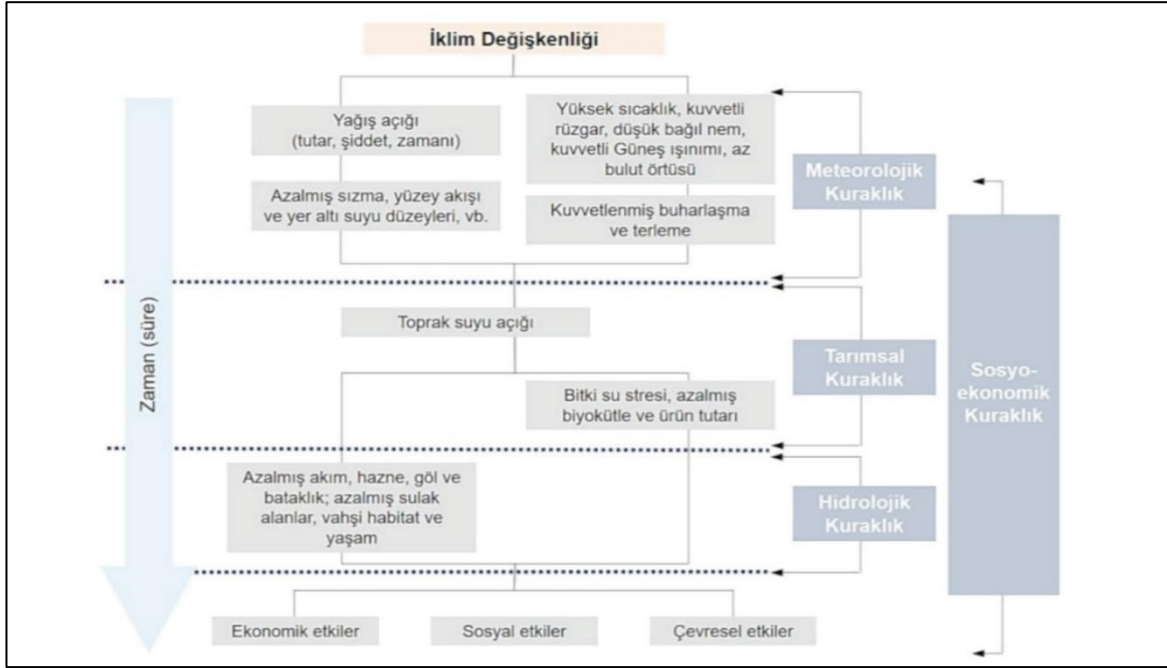 İklim Değişkenliği
Yağış açığı
(tutar, şiddet, zamanı)
Yüksek sıcaklık, kuvvetli
rüzgar, düşük bağıl nem,
kuvvetli Güneş ışınımı, az
bulut örtüsü
Azalmış sızma, yüzey akışı
ve yer altı suyu düzeyleri, vb.
Kuvvetlenmiş buharlaşma
ve terleme
Meteorolojik
Kuraklık
Zaman (süre)
Toprak suyu açığı
Bitki su stresi, azalmış
biyokütle ve ürün tutarı
Tarımsal
Kuraklık
Sosyo-
ekonomik
Kuraklık
Azalmış akım, hazne, göl ve
bataklık; azalmış sulak
alanlar, vahşi habitat ve
yaşam
Hidrolojik
Kuraklık
Ekonomik etkiler
Sosyal etkiler
Çevresel etkiler